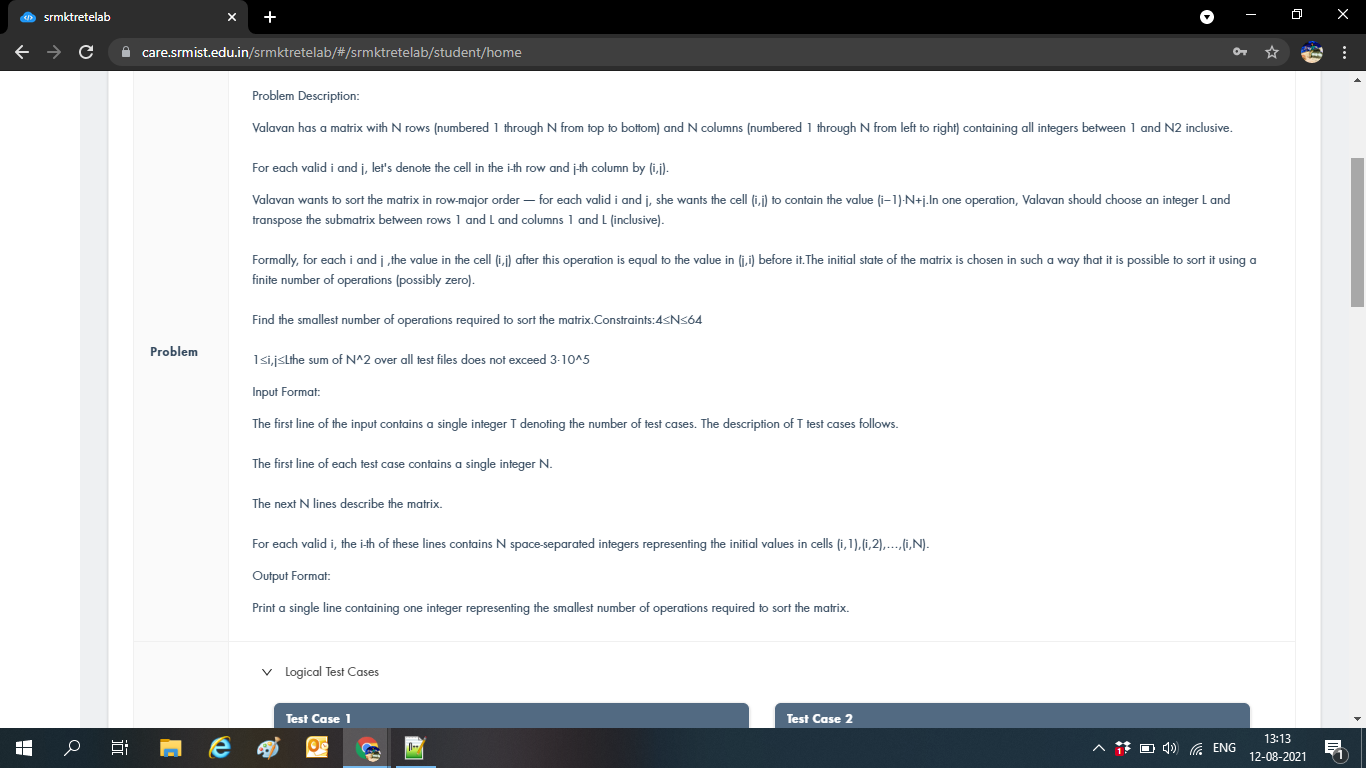 srmktretelab
care.srmist.edu.in/srmktretelab/#/srmktretelab/student/home
Problem Description:
Valavan has a matrix with N rows (numbered 1 through N from top to bottom) and N columns (numbered 1 through N from left to right) containing all integers between 1 and N2 inclusive.
For each valid i and j, let's denote the cell in the i-th row and j-th column by (i,j).
Valavan wants to sort the matrix in row-major order — for each valid i and j, she wants the cell (i,j) to contain the value (i−1)·N+j.In one operation, Valavan should choose an integer L and
transpose the submatrix between rows 1 and L and columns 1 and L (inclusive).
Formally, for each i and j ,the value in the cell (i,j) after this operation is equal to the value in (j,i) before it.The initial state of the matrix is chosen in such a way that it is possible to sort it using a
finite number of operations (possibly zero).
Find the smallest number of operations required to sort the matrix.Constraints:4≤N≤64
Problem
1≤i,j≤Lthe sum of N^2 over all test files does not exceed 3·10^5
Input Format:
The first line of the input contains a single integer T denoting the number of test cases. The description of T test cases follows.
The first line of each test case contains a single integer N.
The next N lines describe the matrix.
For each valid i, the i-th of these lines contains N space-separated integers representing the initial values in cells (i,1),(i,2),…,(i,N).
Output Format:
Print a single line containing one integer representing the smallest number of operations required to sort the matrix.
Logical Test Cases
Test Case 1
Test Case 2
ENG
13:13
12-08-2021